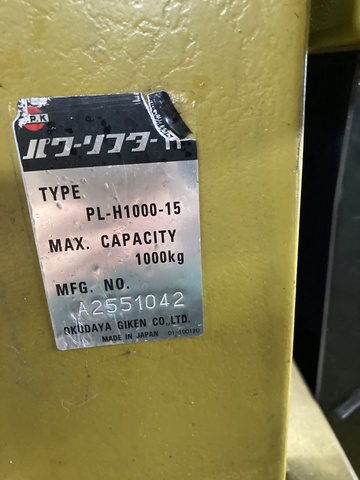 O.P.K
パワーリフター
TYPE
PL-H1000-15
MAX. CAPACITY
1000kg
MFG. NO.
A2551042
OKUDAYA GIKEN CO.,LTD.
MADE IN JAPAN